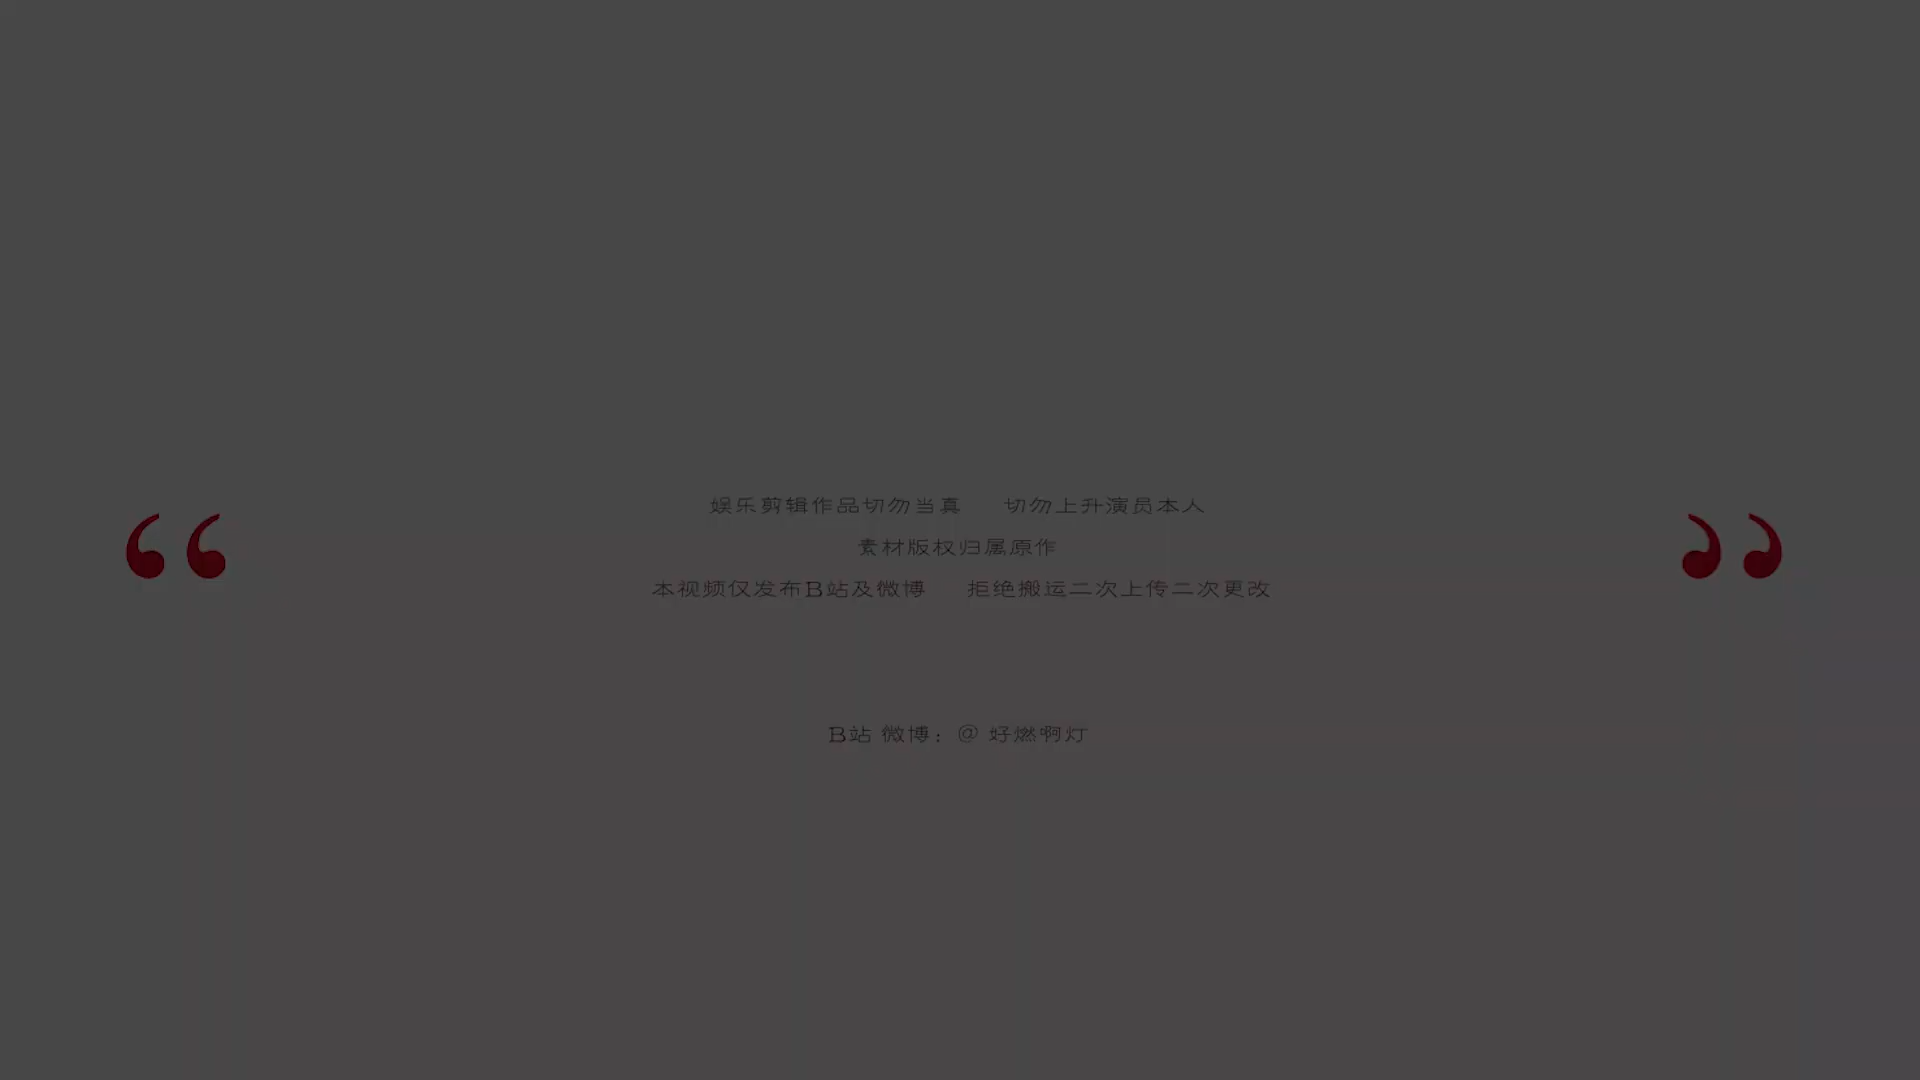 娱乐剪辑作品切勿当真 切勿上升演员本人
素材版权归属原作
本视频仅发布B站及微博 拒绝搬运二次上传二次更改
B站 微博：@ 好燃啊灯